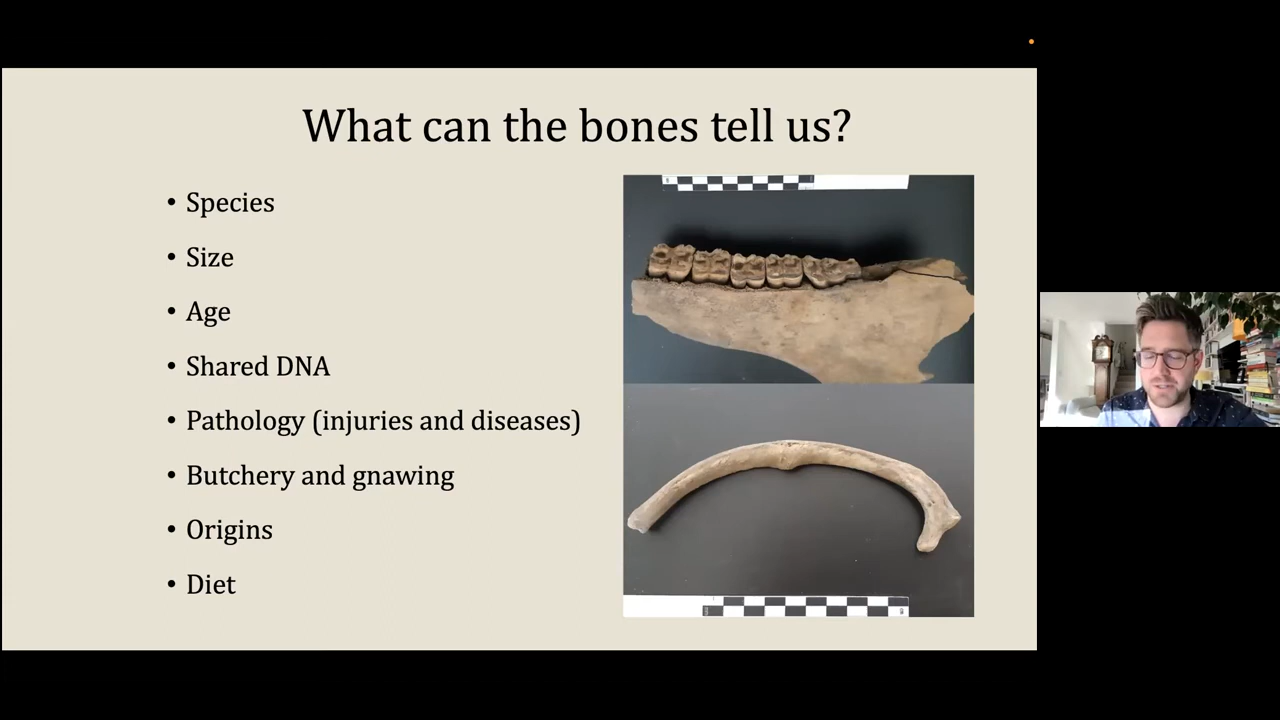 What can the bones tell us?
• Species
• Size
• Age
• Shared DNA
• Pathology (injuries and diseases)
• Butchery and gnawing
• Origins
• Diet